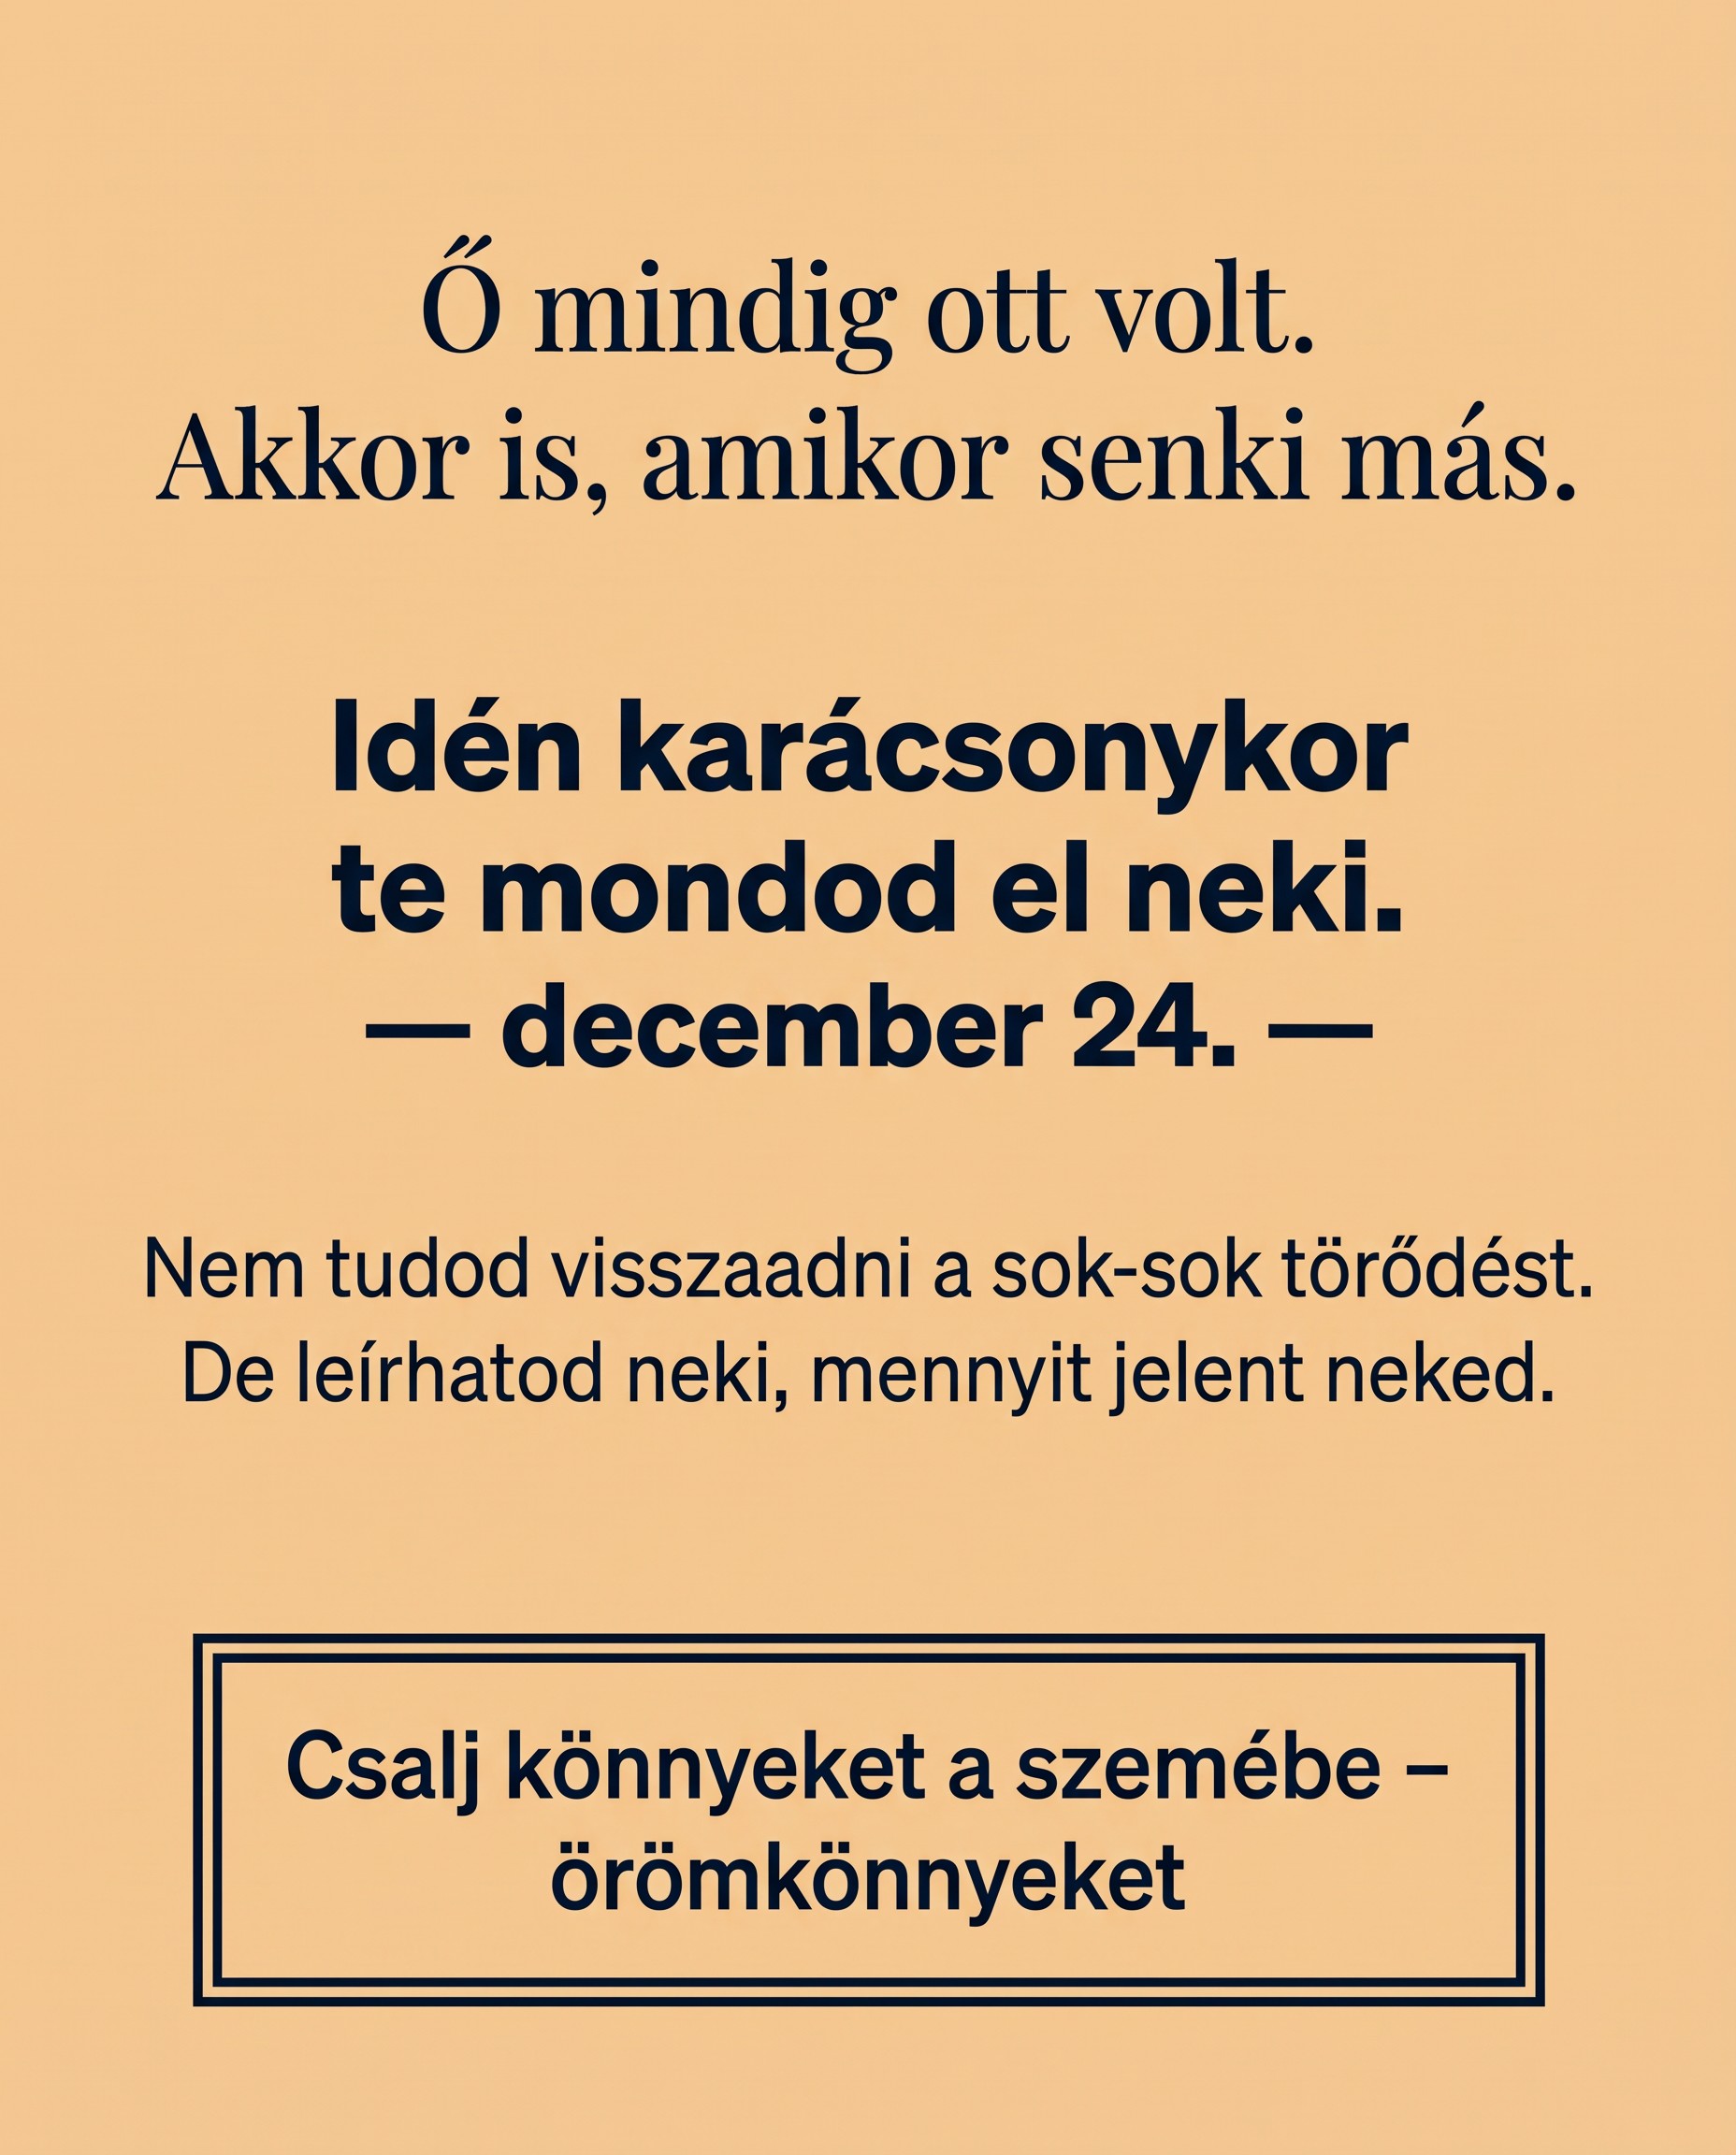 Ő mindig ott volt.
Akkor is, amikor senki más.
Idén karácsonykor
te mondod el neki.
— december 24. —
Nem tudod visszaadni a sok-sok törődést.
De leírhatod neki, mennyit jelent neked.
Csalj könnyeket a szemébe –
örömkönnyeket